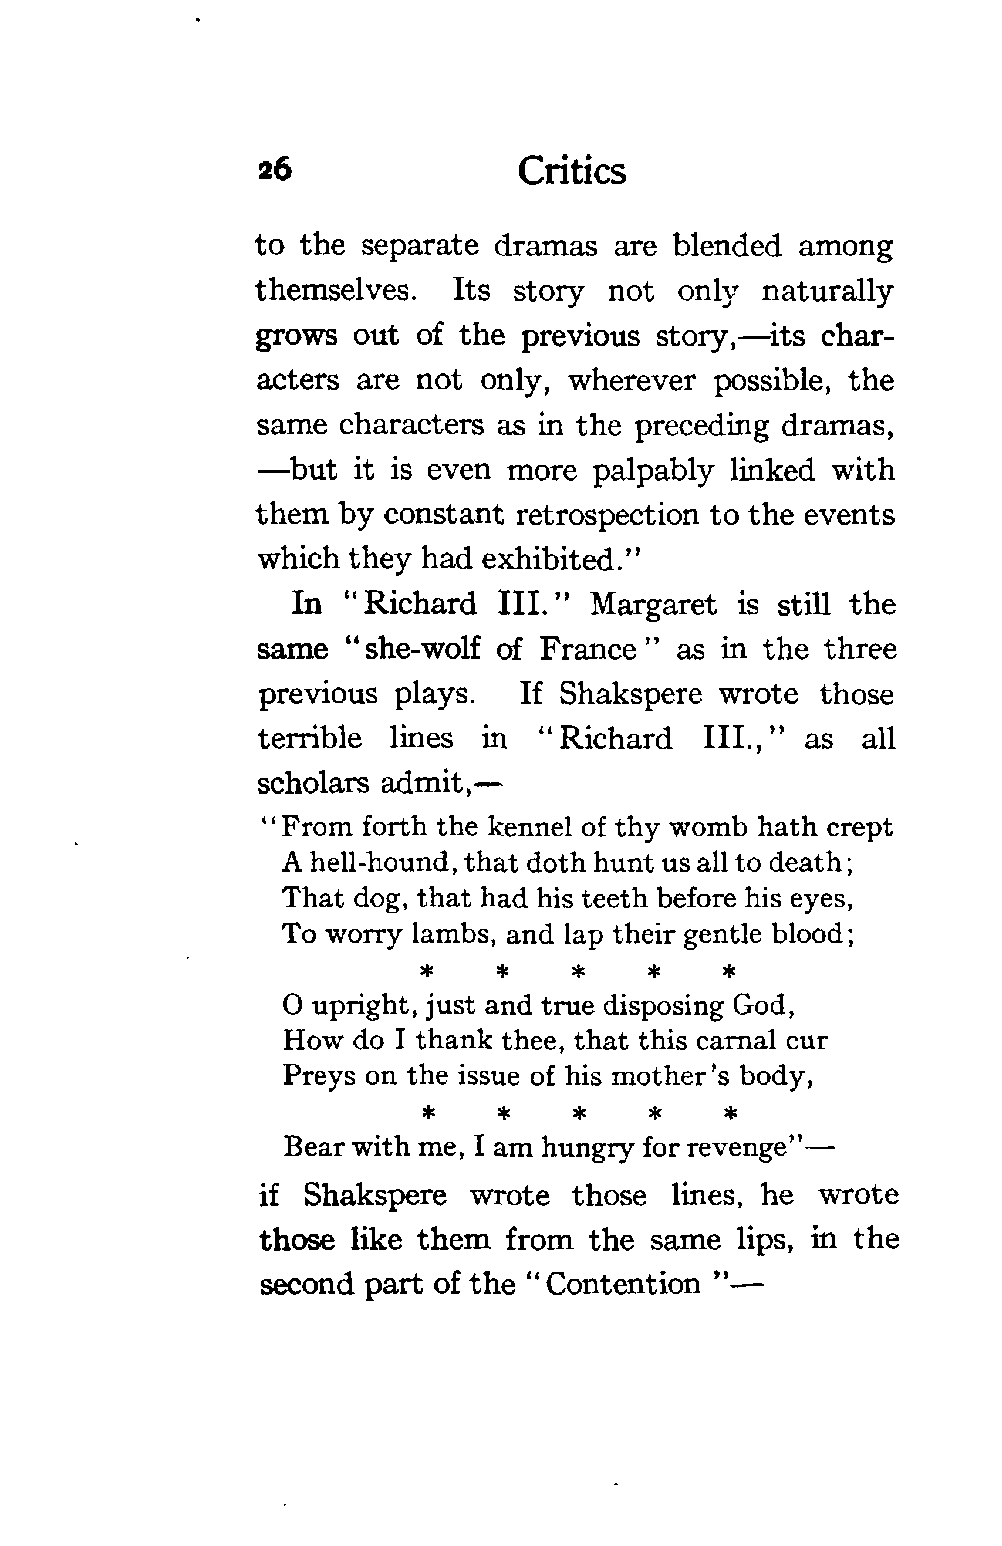 26 Critics
to the separate dramas are blended among
themselves. Its story not only naturally
grows out of the previous story,—its char-
acters are not only, wherever possible, the
same characters as in the preceding dramas,
—but it is even more palpably linked with
them by constant retrospection to the events
which they had exhibited."
In "Richard III." Margaret is still the
same "she-wolf of France" as in the three
previous plays. If Shakspere wrote those
terrible lines in "Richard III.," as all
scholars admit,—
"From forth the kennel of thy womb hath crept
A hell-hound, that doth hunt us all to death;
That dog, that had his teeth before his eyes,
To worry lambs, and lap their gentle blood;
* * * * *
O upright, just and true disposing God,
How do I thank thee, that this carnal cur
Preys on the issue of his mother's body,
* * * * *
Bear with me, I am hungry for revenge"—
if Shakspere wrote those lines, he wrote
those like them from the same lips, in the
second part of the "Contention"—